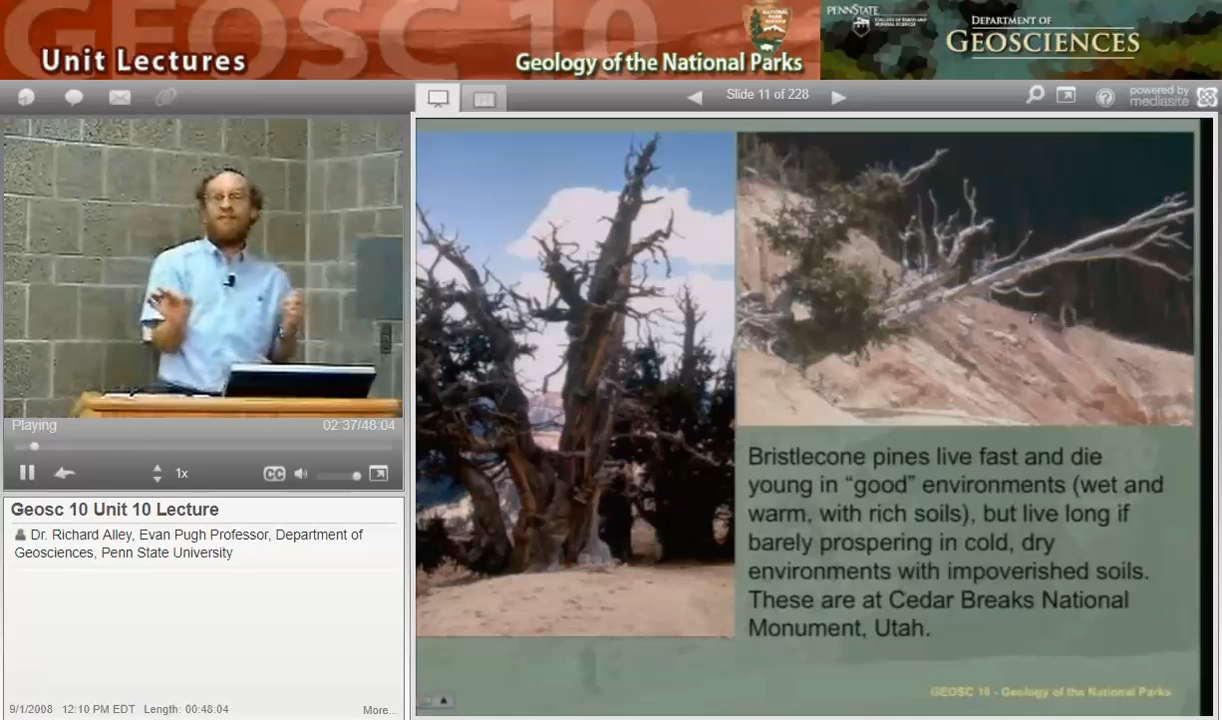 GEOSC 10
Unit Lectures
Geology of the National Parks
NATIONAL
PARK
SERVICE
PENNSTATE
COLLEGE OF EARTH AND
MINERAL SCIENCES
DEPARTMENT OF
GEOSCIENCES
Slide 11 of 228
powered by
mediasite
Playing
02:37/48:04
1x
CC
Geosc 10 Unit 10 Lecture
Dr. Richard Alley, Evan Pugh Professor, Department of
Geosciences, Penn State University
9/1/2008 12:10 PM EDT Length: 00:48:04
More...
Bristlecone pines live fast and die
young in “good” environments (wet and
warm, with rich soils), but live long if
barely prospering in cold, dry
environments with impoverished soils.
These are at Cedar Breaks National
Monument, Utah.
GEOSC 10 - Geology of the National Parks